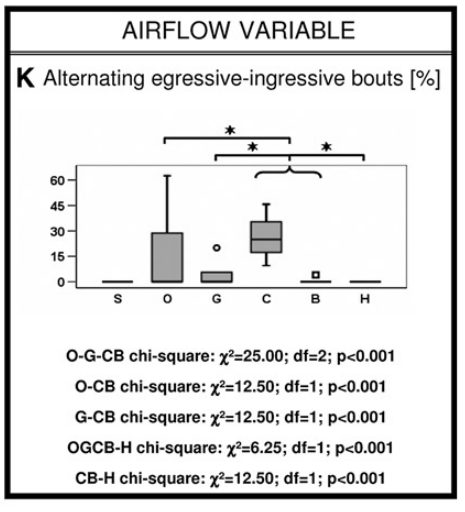 AIRFLOW VARIABLE
K Alternating egressive-ingressive bouts [%]
* 
* *
60
45
30
15
0
S O G C B H
O-G-CB chi-square: χ²=25.00; df=2; p<0.001
O-CB chi-square: χ²=12.50; df=1; p<0.001
G-CB chi-square: χ²=12.50; df=1; p<0.001
OGCB-H chi-square: χ²=6.25; df=1; p<0.001
CB-H chi-square: χ²=12.50; df=1; p<0.001